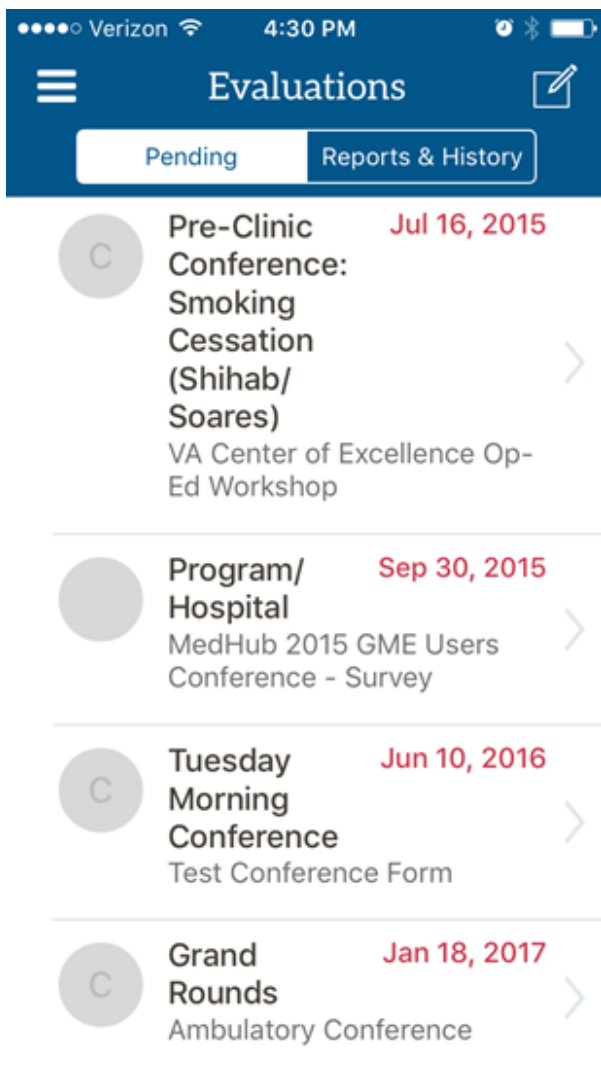 Verizon 4:30 PM
Evaluations
Pending Reports & History
C
Pre-Clinic Jul 16, 2015
Conference:
Smoking
Cessation
(Shihab/
Soares)
VA Center of Excellence Op-
Ed Workshop
Program/ Sep 30, 2015
Hospital
MedHub 2015 GME Users
Conference - Survey
C
Tuesday Jun 10, 2016
Morning
Conference
Test Conference Form
C
Grand Jan 18, 2017
Rounds
Ambulatory Conference